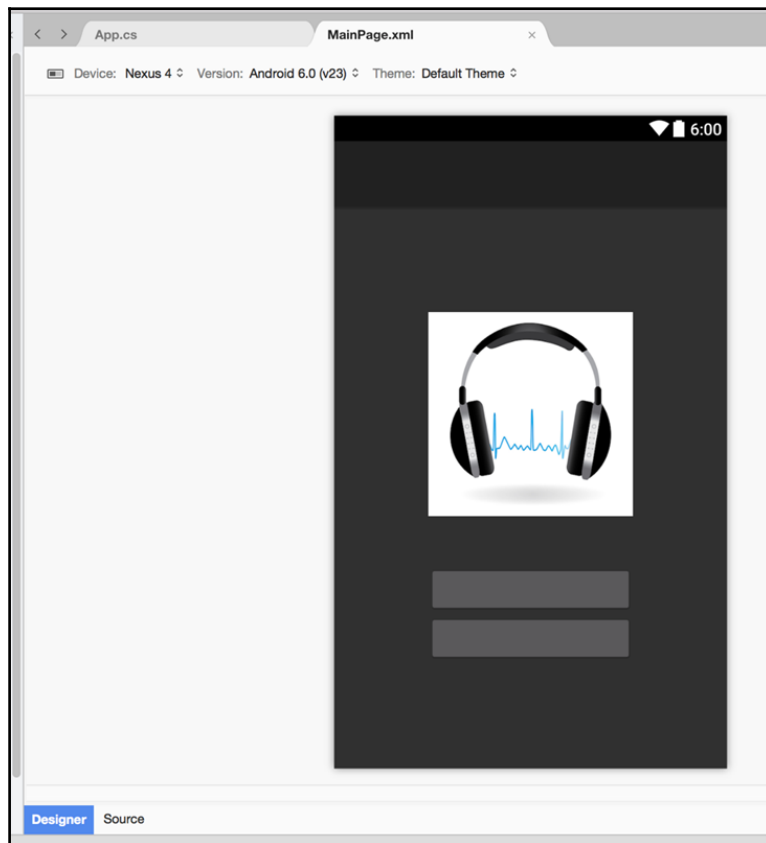 App.cs MainPage.xml
Device: Nexus 4 Version: Android 6.0 (v23) Theme: Default Theme
6:00
Designer Source